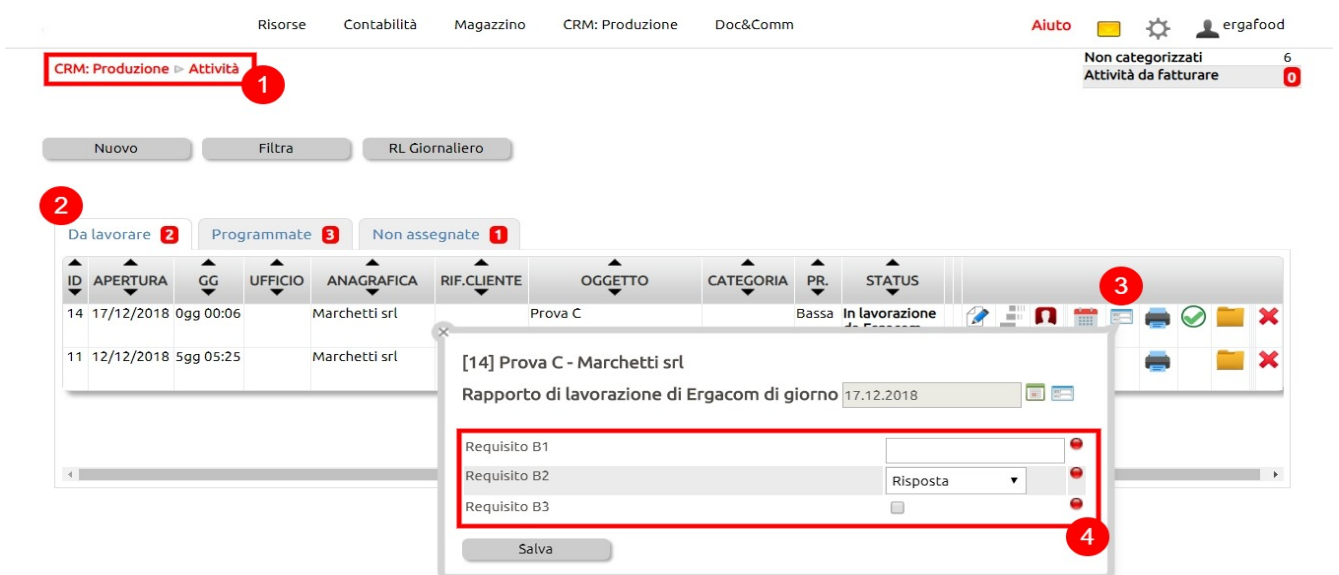 Risorse Contabilità Magazzino CRM: Produzione Doc&Comm Aiuto ergafood
CRM: Produzione ▷ Attività
1
Non categorizzati 6
Attività da fatturare 0
Nuovo Filtra RL Giornaliero
2
Da lavorare 2 Programmate 3 Non assegnate 1
ID APERTURA GG UFFICIO ANAGRAFICA RIF.CLIENTE OGGETTO CATEGORIA PR. STATUS
3
14 17/12/2018 0gg 00:06 Marchetti srl Prova C Bassa In lavorazione
da Ergacom
11 12/12/2018 5gg 05:25 Marchetti srl
[14] Prova C - Marchetti srl
Rapporto di lavorazione di Ergacom di giorno 17.12.2018
Requisito B1
Requisito B2 Risposta
Requisito B3
4
Salva